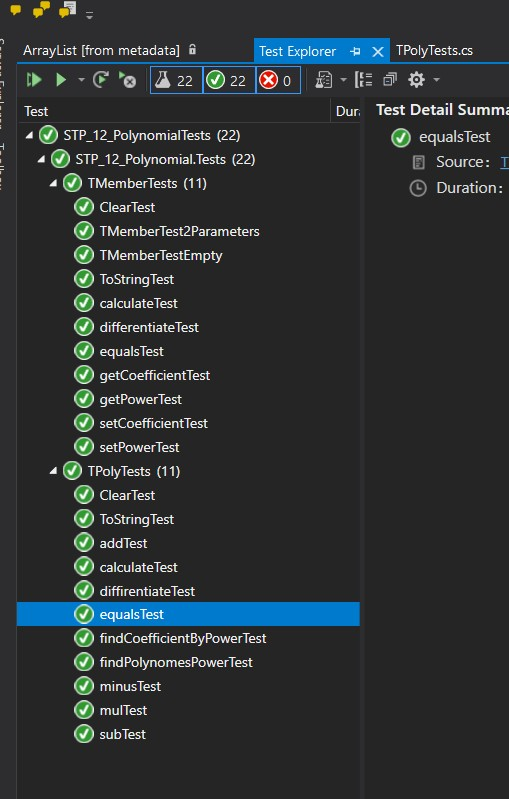 ArrayList [from metadata]
Test Explorer
TPolyTests.cs
22
22
0
Test
Test Detail Summa
STP_12_PolynomialTests (22)
equalsTest
STP_12_Polynomial.Tests (22)
Source: T
TMemberTests (11)
Duration:
ClearTest
TMemberTest2Parameters
TMemberTestEmpty
ToStringTest
calculateTest
differentiateTest
equalsTest
getCoefficientTest
getPowerTest
setCoefficientTest
setPowerTest
TPolyTests (11)
ClearTest
ToStringTest
addTest
calculateTest
diffirentiateTest
equalsTest
findCoefficientByPowerTest
findPolynomesPowerTest
minusTest
mulTest
subTest